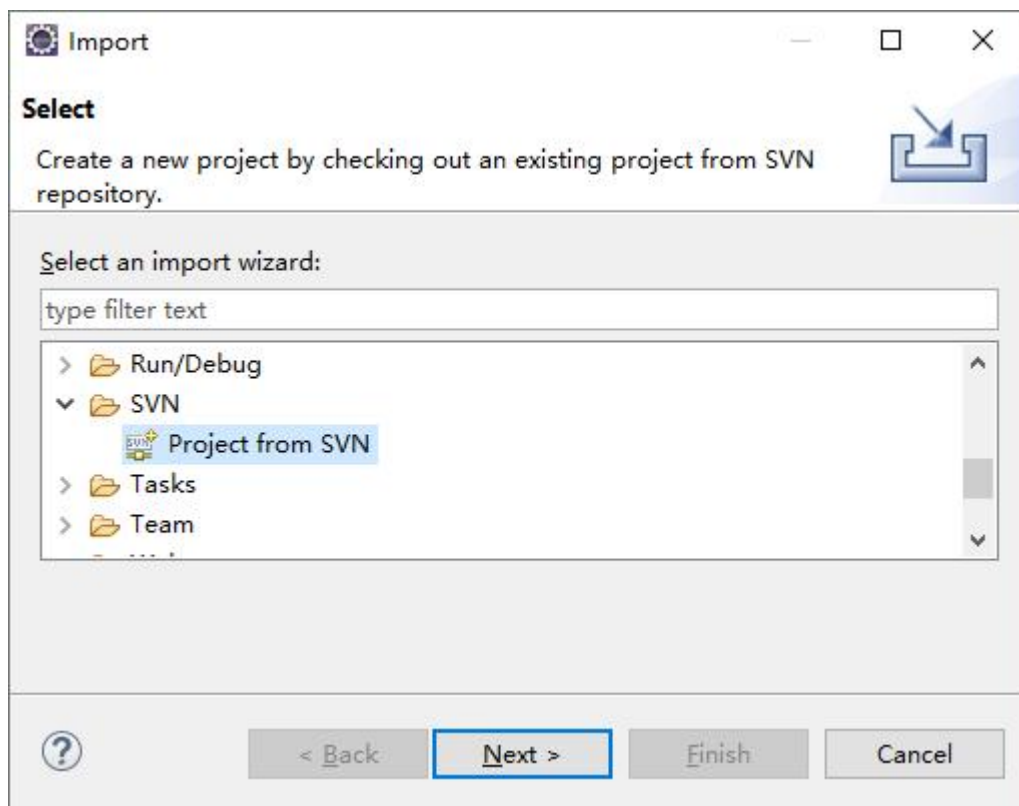 Import
Select
Create a new project by checking out an existing project from SVN
repository.
Select an import wizard:
type filter text
Run/Debug
SVN
Project from SVN
Tasks
Team
?
< Back
Next >
Finish
Cancel